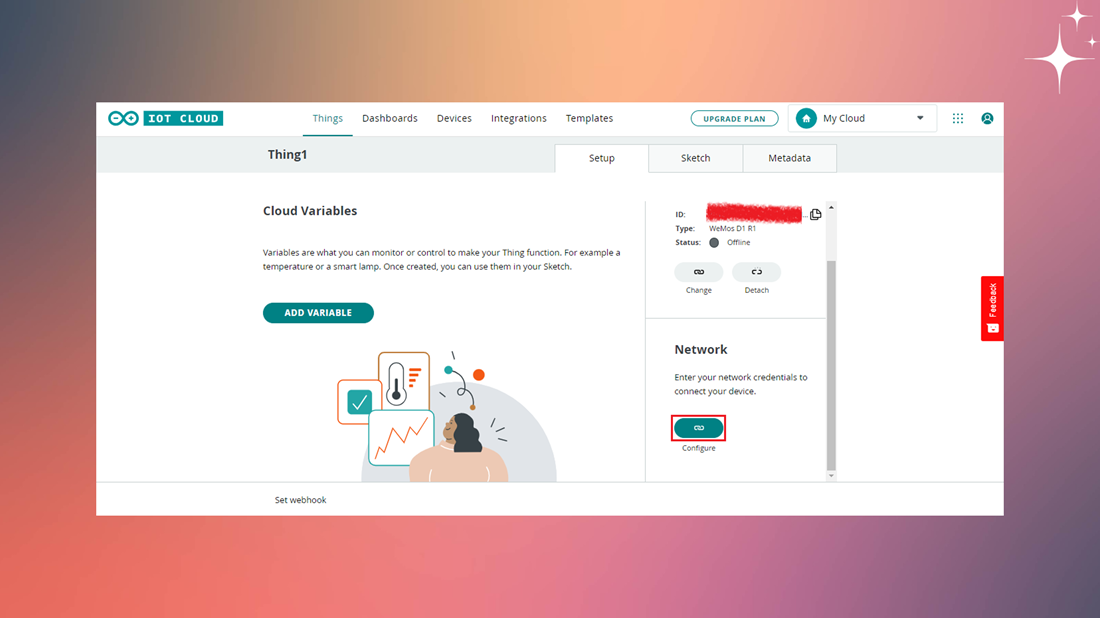 IOT CLOUD
Things Dashboards Devices Integrations Templates
UPGRADE PLAN
My Cloud
Thing1
Setup Sketch Metadata
Cloud Variables
Variables are what you can monitor or control to make your Thing function. For example a
temperature or a smart lamp. Once created, you can use them in your Sketch.
ADD VARIABLE
ID: ...
Type: WeMos D1 R1
Status: Offline
Change Detach
Network
Enter your network credentials to
connect your device.
Configure
Feedback
Set webhook